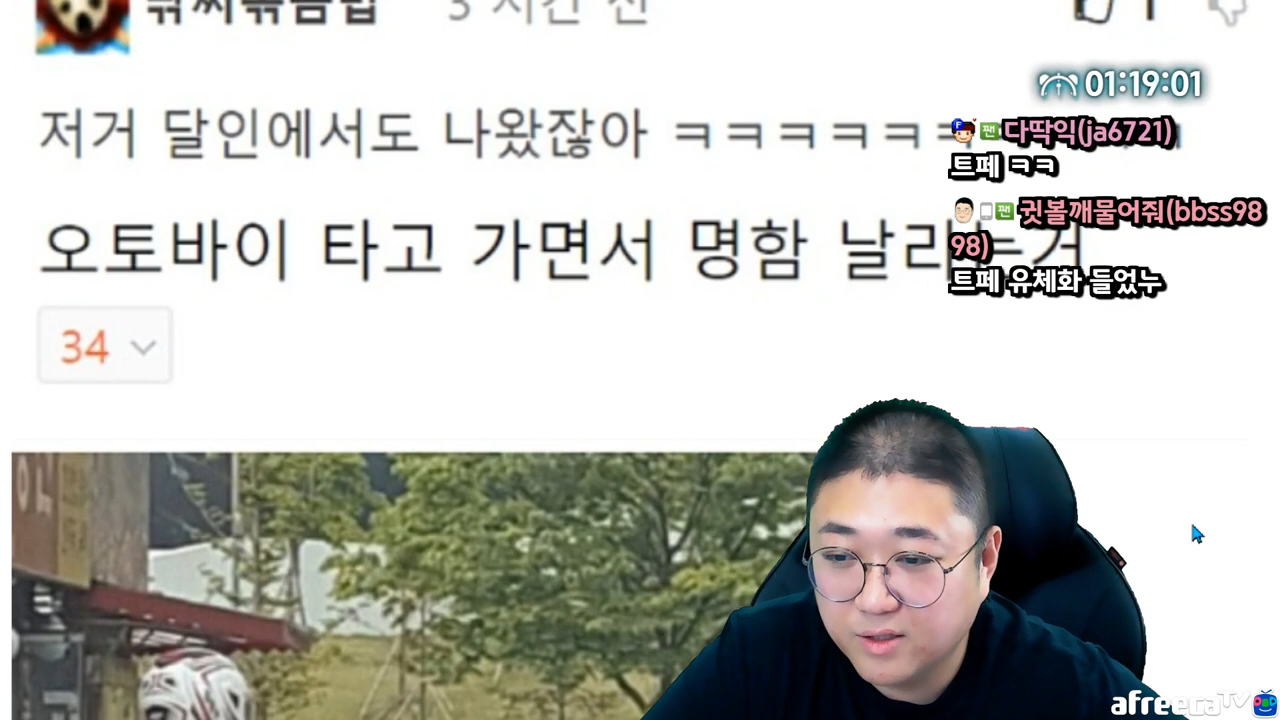 3 시간 전
1
01:19:01
저거 달인에서도 나왔잖아 ㅋㅋㅋㅋㅋㅋ
다딱익(ja6721)
트페 ㅋㅋ
귓볼깨물어줘(bbss98
98)
트페 유체화 들었누
오토바이 타고 가면서 명함 날리는거
34
afreecaTV